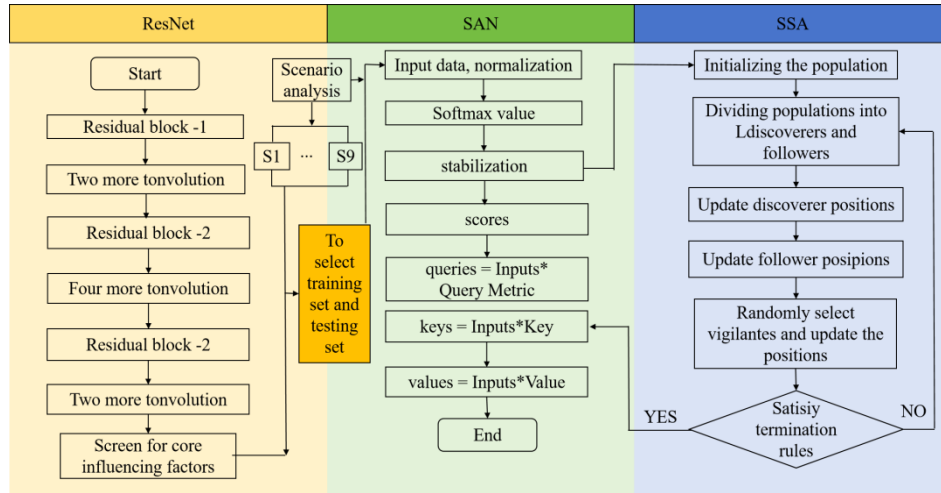 ResNet
SAN
SSA
Start
Residual block -1
Two more tonvolution
Residual block -2
Four more tonvolution
Residual block -2
Two more tonvolution
Screen for core
influencing factors
Scenario
analysis
S1
...
S9
To
select
training
set and
testing
set
Input data, normalization
Softmax value
stabilization
scores
queries = Inputs*
Query Metric
keys = Inputs*Key
values = Inputs*Value
End
Initializing the population
Dividing populations into
Ldiscoverers and
followers
Update discoverer positions
Update follower posipions
Randomly select
vigilantes and update the
positions
Satisiy
termination
rules
YES
NO